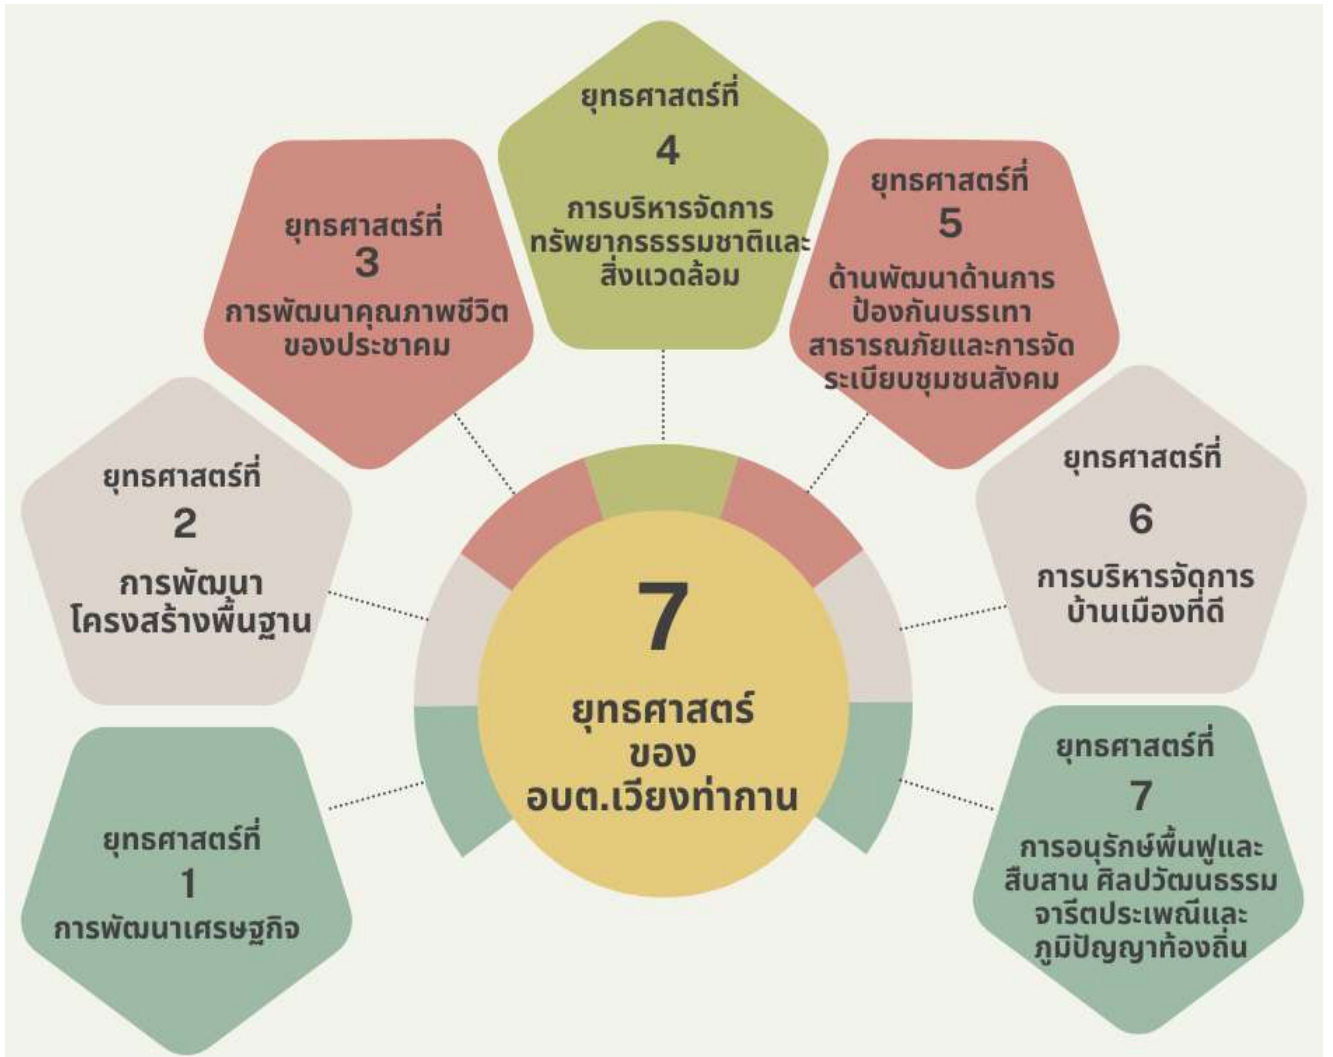 ยุทธศาสตร์ที่
4
การบริหารจัดการ
ทรัพยากรธรรมชาติและ
สิ่งแวดล้อม
ยุทธศาสตร์ที่
3
การพัฒนาคุณภาพชีวิต
ของประชาคม
ยุทธศาสตร์ที่
5
ด้านพัฒนาด้านการ
ป้องกันบรรเทา
สาธารณภัยและการจัด
ระเบียบชุมชนสังคม
ยุทธศาสตร์ที่
2
การพัฒนา
โครงสร้างพื้นฐาน
ยุทธศาสตร์ที่
6
การบริหารจัดการ
บ้านเมืองที่ดี
7
ยุทธศาสตร์
ของ
อบต.เวียงท่ากาน
ยุทธศาสตร์ที่
1
การพัฒนาเศรษฐกิจ
ยุทธศาสตร์ที่
7
การอนุรักษ์พื้นฟูและ
สืบสาน ศิลปวัฒนธรรม
จารีตประเพณีและ
ภูมิปัญญาท้องถิ่น